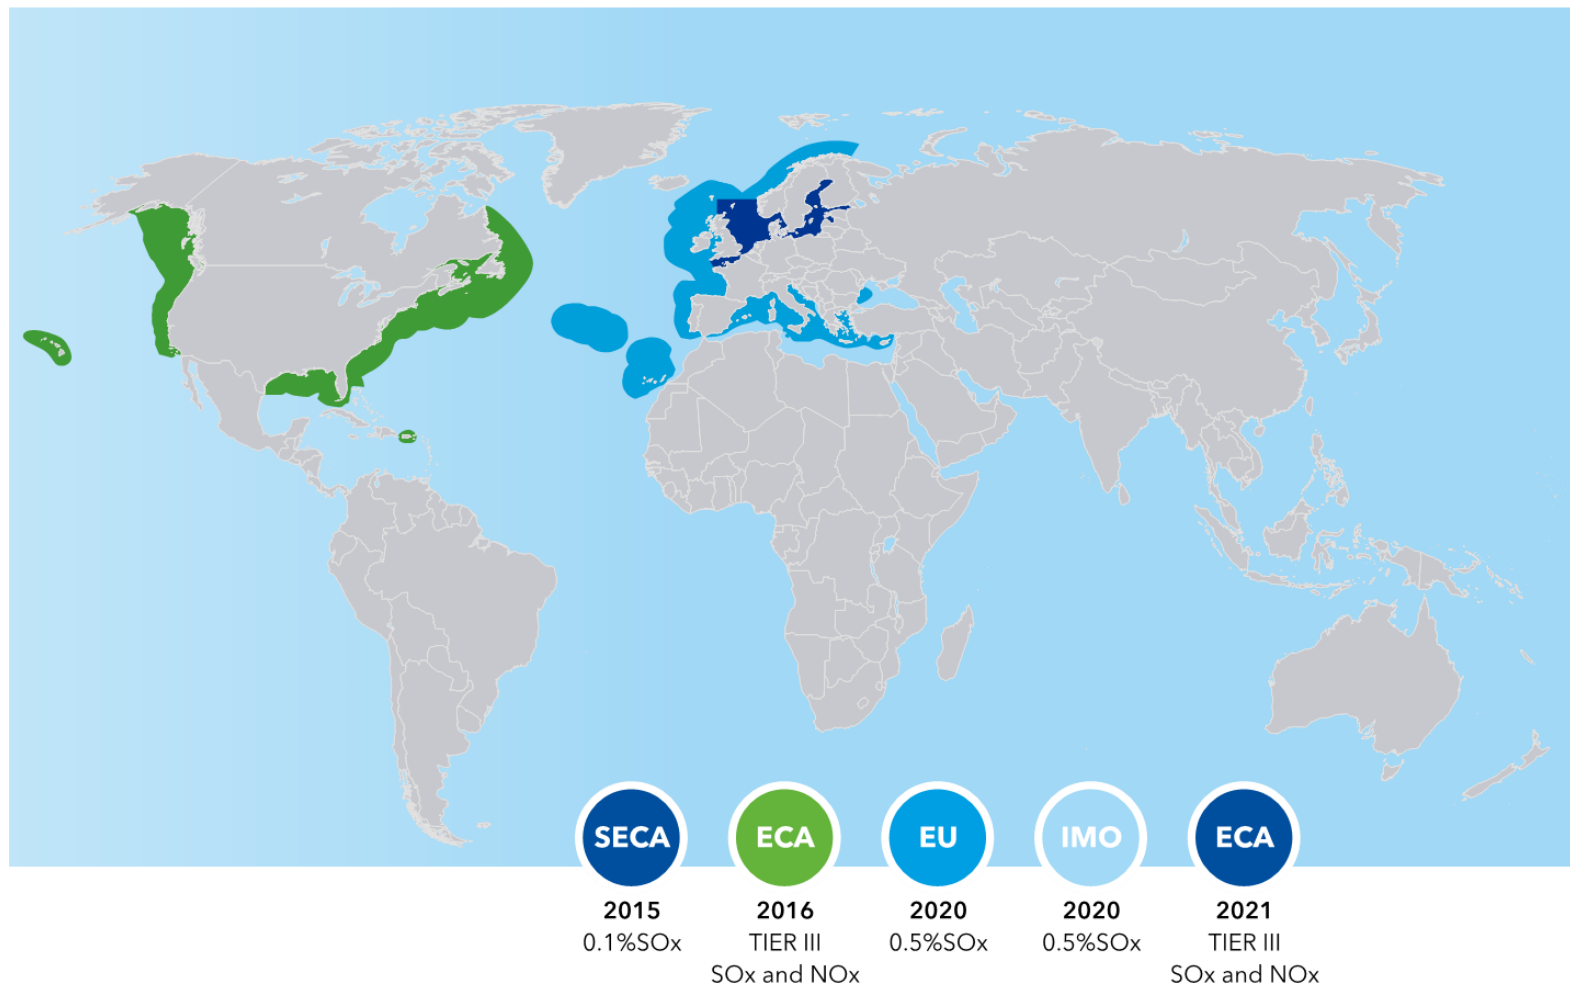 SECA
ECA
EU
IMO
ECA
2015
2016
2020
2020
2021
0.1%SOx
TIER III
0.5%SOx
0.5%SOx
TIER III
SOx and NOx
SOx and NOx